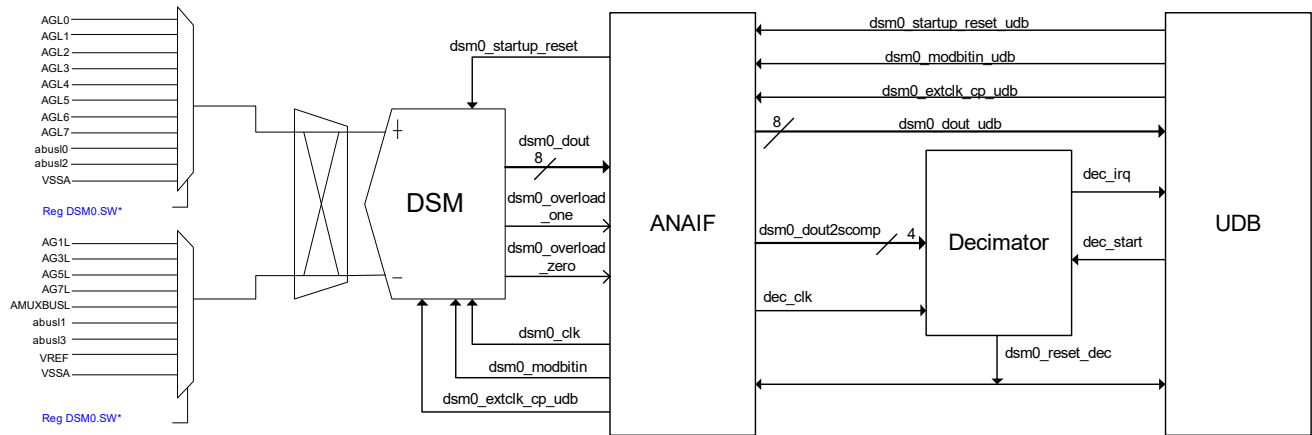 AGL0
AGL1
AGL2
AGL3
AGL4
AGL5
AGL6
AGL7
abusl0
abusl2
VSSA
Reg DSM0.SW*
AG1L
AG3L
AG5L
AG7L
AMUXBUSL
abusl1
abusl3
VREF
VSSA
Reg DSM0.SW*
+
−
DSM
dsm0_startup_reset
dsm0_dout
8
dsm0_overload
_one
dsm0_overload
_zero
dsm0_clk
dsm0_modbitin
dsm0_extclk_cp_udb
ANAIF
dsm0_startup_reset_udb
dsm0_modbitin_udb
dsm0_extclk_cp_udb
8
dsm0_dout_udb
dsm0_dout2scomp
4
dec_clk
Decimator
dec_irq
dec_start
dsm0_reset_dec
UDB